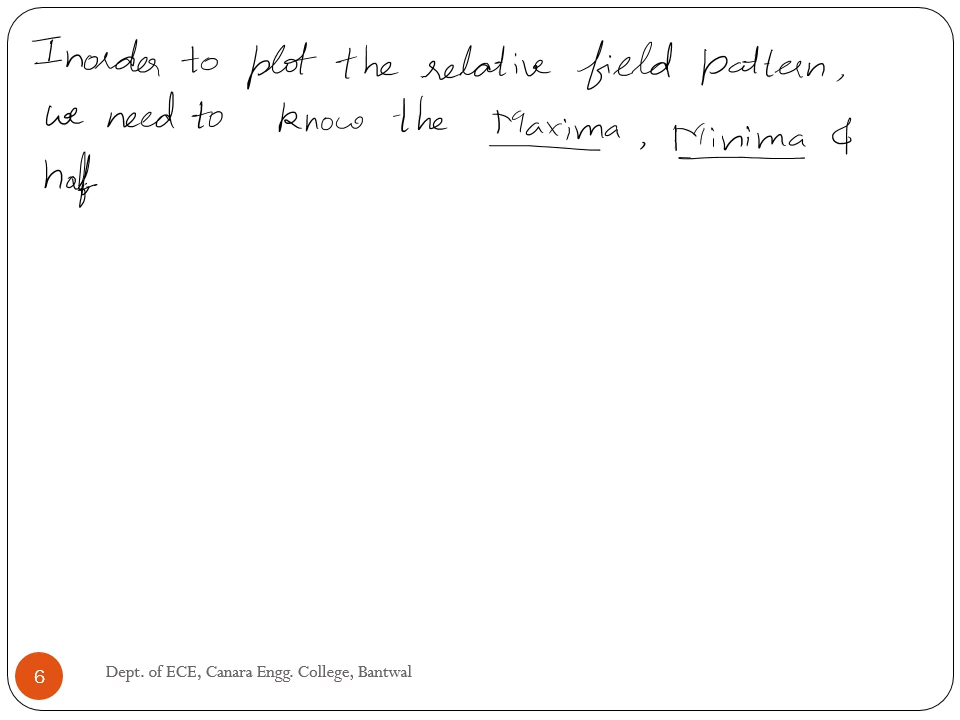 Inorder to plot the relative field pattern,
we need to know the Maxima, Minima &
half
6
Dept. of ECE, Canara Engg. College, Bantwal